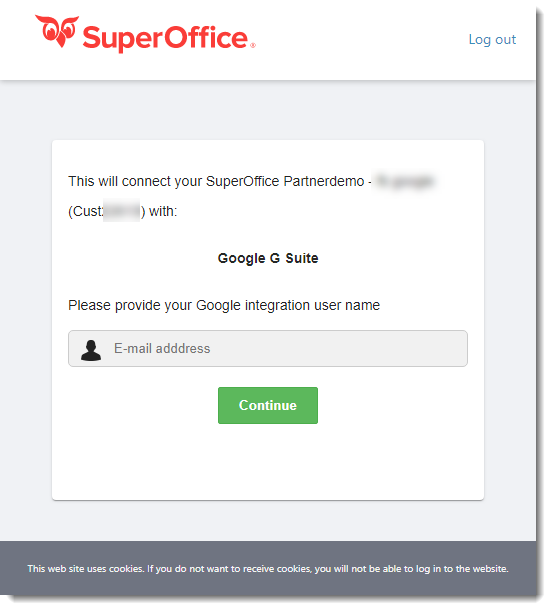 SuperOffice®
Log out
This will connect your SuperOffice Partnerdemo -
(Cust ) with:
Google G Suite
Please provide your Google integration user name
E-mail adddress
Continue
This web site uses cookies. If you do not want to receive cookies, you will not be able to log in to the website.